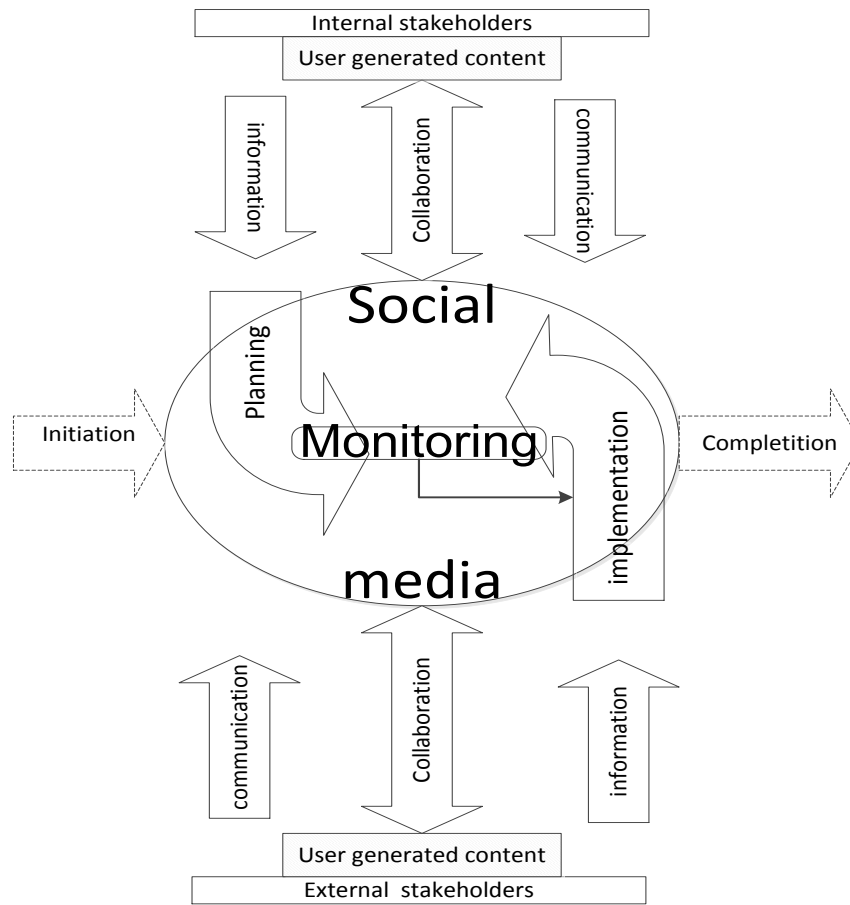 Internal stakeholders
User generated content
information
Collaboration
communication
Social
Planning
Initiation
Monitoring
Completition
implementation
media
communication
Collaboration
information
User generated content
External stakeholders